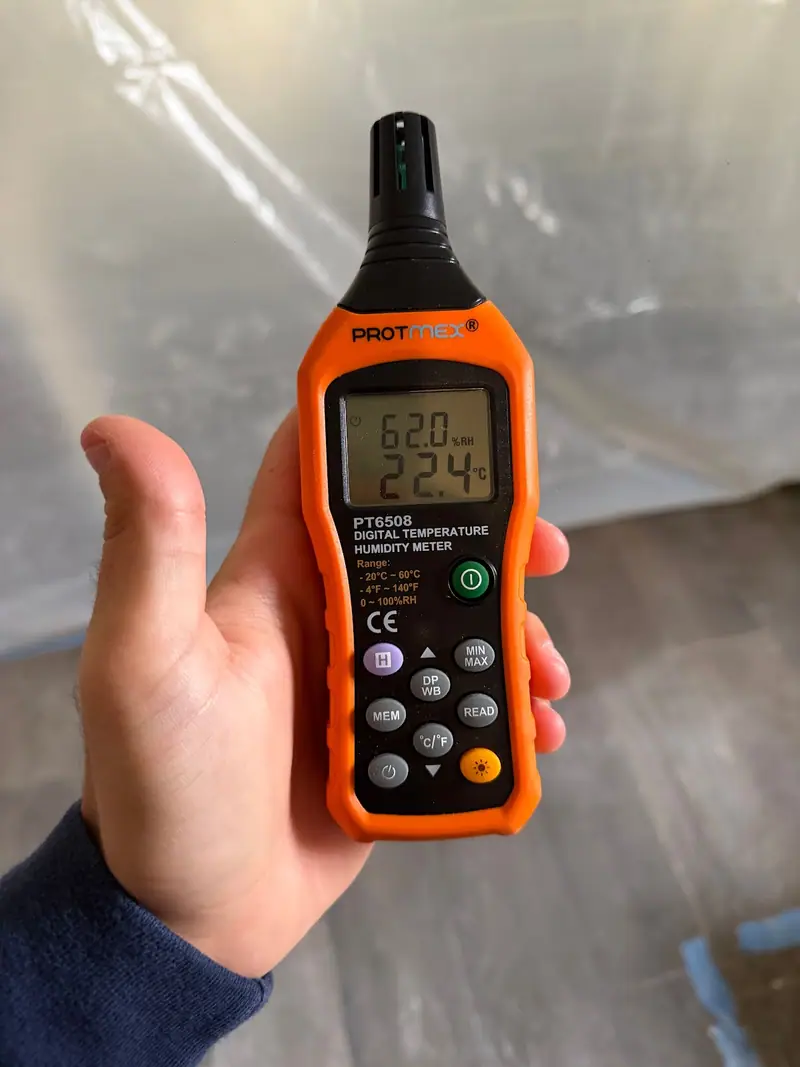 PROTMEX®
62.0 %RH
22.4 °C
PT6508
DIGITAL TEMPERATURE
HUMIDITY METER
Range:
- 20°C ~ 60°C
- 4°F ~ 140°F
0 ~ 100%RH
CE
H
MIN
MAX
DP
WB
MEM
READ
°C/°F